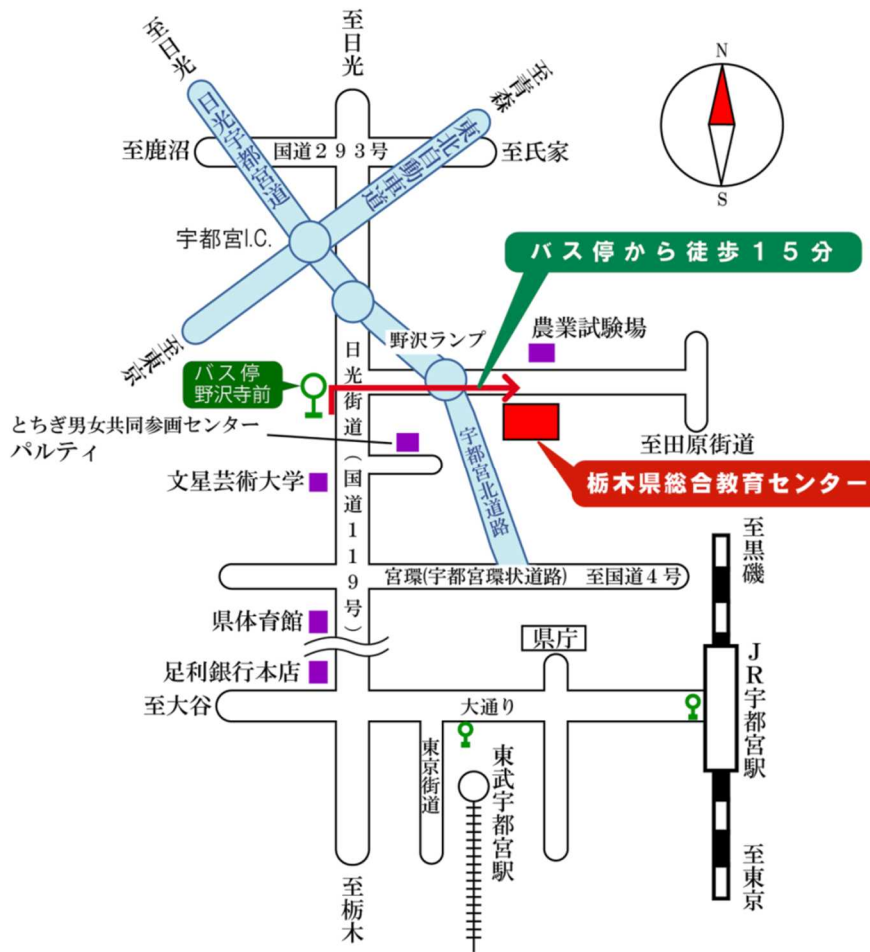 至日光
至日光
至青森
N
S
日光宇都宮道
東北自動車道
至鹿沼
国道２９３号
至氏家
宇都宮I.C.
バス停から徒歩１５分
至東京
野沢ランプ
農業試験場
バス停
野沢寺前
日光街道（国道１１９号）
とちぎ男女共同参画センター
パルティ
至田原街道
文星芸術大学
宇都宮北道路
栃木県総合教育センター
宮環(宇都宮環状道路)
至国道４号
至黒磯
県体育館
県庁
足利銀行本店
ＪＲ宇都宮駅
至大谷
大通り
東京街道
東武宇都宮駅
至栃木
至東京